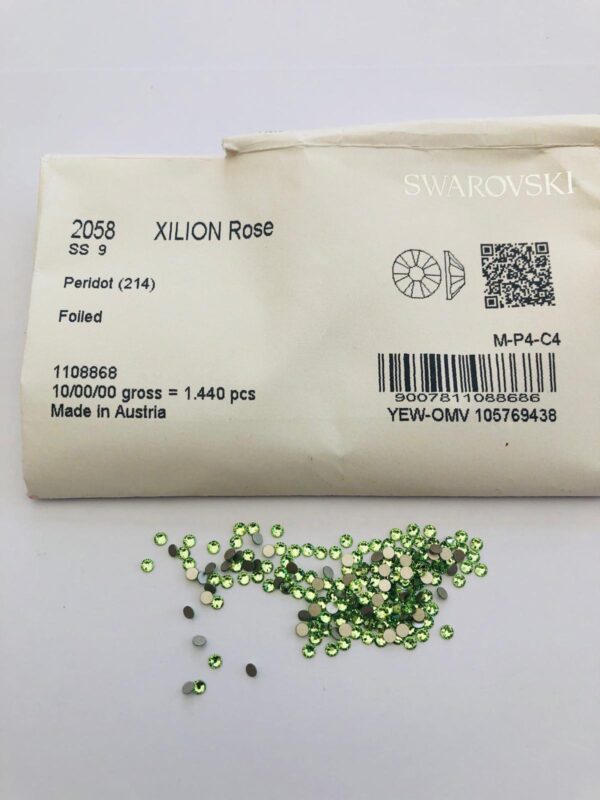 SWAROVSKI
2058 XILION Rose
SS 9
Peridot (214)
Foiled
M-P4-C4
1108868
10/00/00 gross = 1.440 pcs
Made in Austria
9007811088686
YEW-OMV 105769438